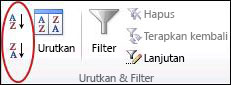 A
Z
Z
A
A Z
Z A
Urutkan
Filter
Hapus
Terapkan kembali
Lanjutan
Urutkan & Filter